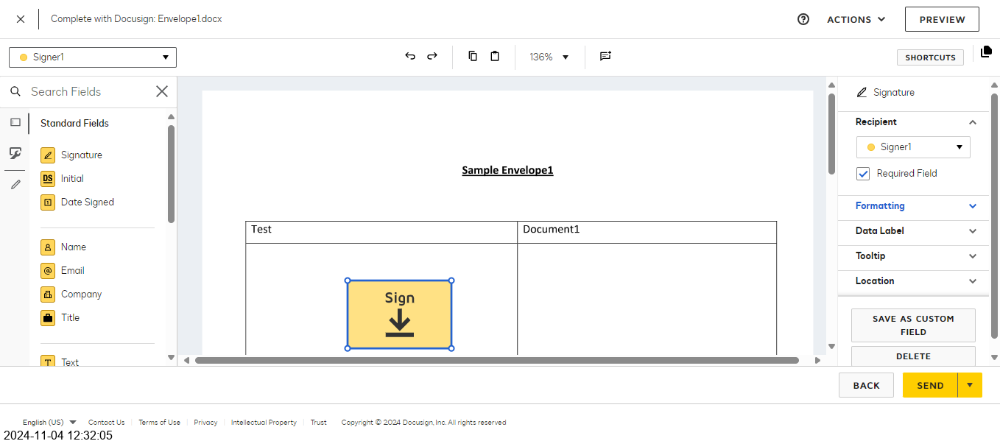 Complete with Docusign: Envelope1.docx
ACTIONS
PREVIEW
Signer1
136%
SHORTCUTS
Search Fields
Standard Fields
Signature
DS Initial
1 Date Signed
Name
@ Email
Company
Title
T Text
Sample Envelope1
Test Document1
Sign
Signature
Recipient
Signer1
Required Field
Formatting
Data Label
Tooltip
Location
SAVE AS CUSTOM
FIELD
DELETE
BACK
SEND
English (US) Contact Us Terms of Use Privacy Intellectual Property Trust Copyright © 2024 Docusign, Inc. All rights reserved
2024-11-04 12:32:05